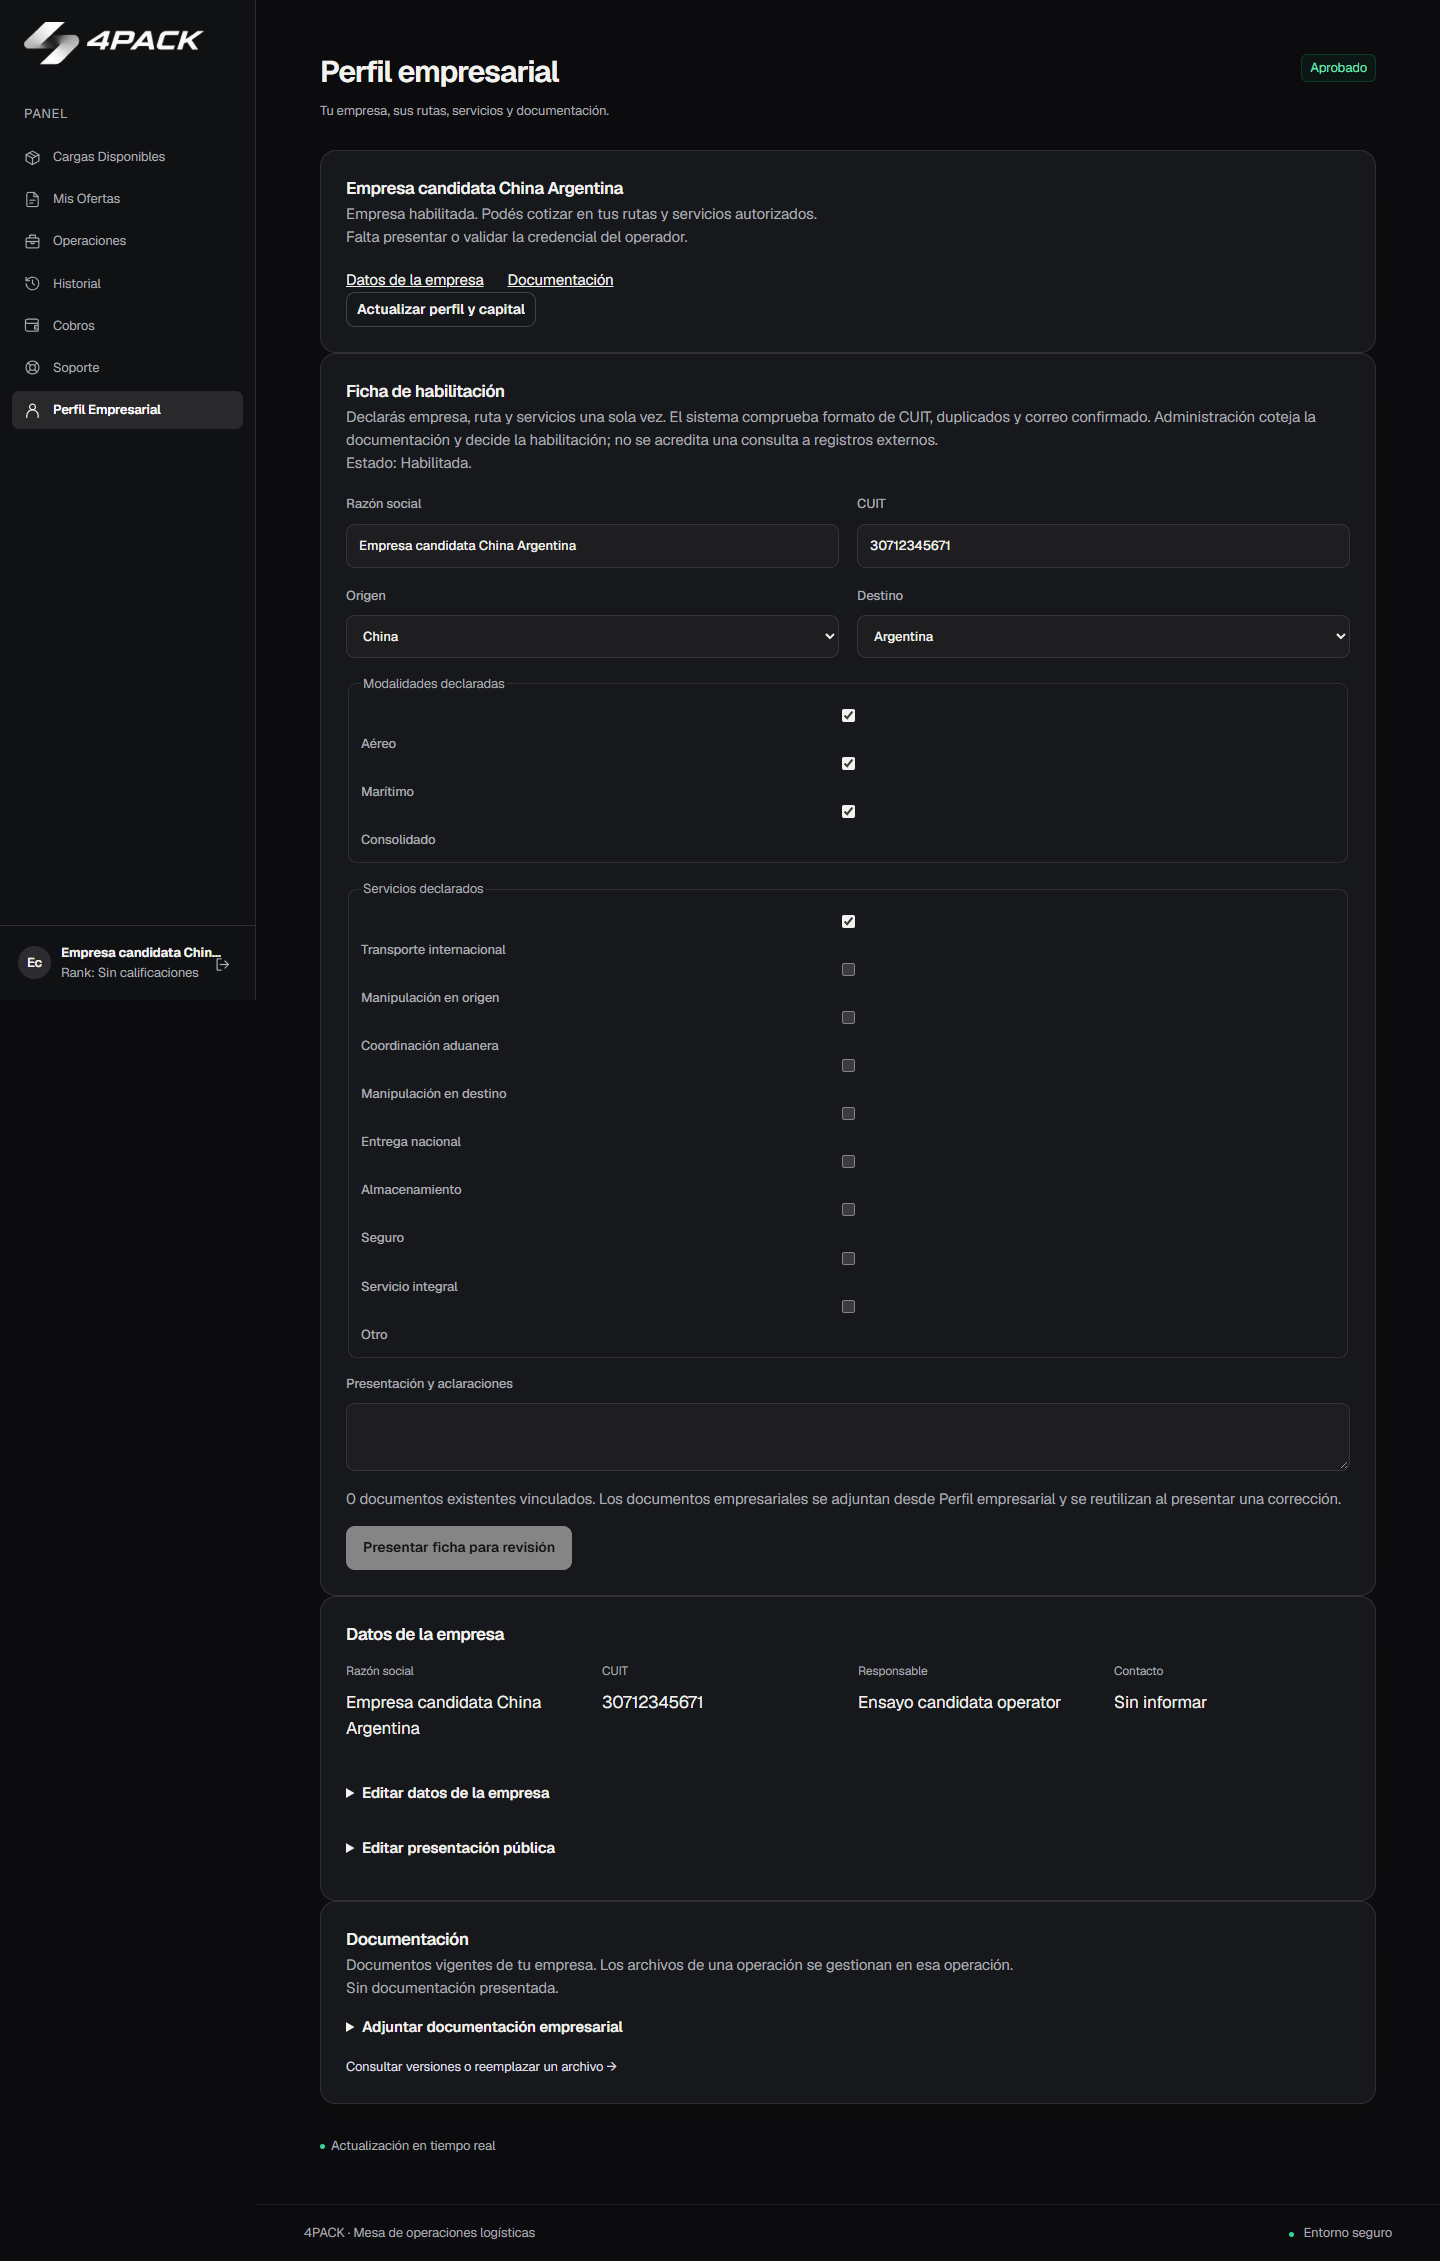 4PACK
PANEL
Cargas Disponibles
Mis Ofertas
Operaciones
Historial
Cobros
Soporte
Perfil Empresarial
Ec
Empresa candidata Chin...
Rank: Sin calificaciones
Perfil empresarial
Aprobado
Tu empresa, sus rutas, servicios y documentación.
Empresa candidata China Argentina
Empresa habilitada. Podés cotizar en tus rutas y servicios autorizados.
Falta presentar o validar la credencial del operador.
Datos de la empresa Documentación
Actualizar perfil y capital
Ficha de habilitación
Declarás empresa, ruta y servicios una sola vez. El sistema comprueba formato de CUIT, duplicados y correo confirmado. Administración coteja la
documentación y decide la habilitación; no se acredita una consulta a registros externos.
Estado: Habilitada.
Razón social CUIT
Empresa candidata China Argentina 30712345671
Origen Destino
China Argentina
Modalidades declaradas
Aéreo
Marítimo
Consolidado
Servicios declarados
Transporte internacional
Manipulación en origen
Coordinación aduanera
Manipulación en destino
Entrega nacional
Almacenamiento
Seguro
Servicio integral
Otro
Presentación y aclaraciones
0 documentos existentes vinculados. Los documentos empresariales se adjuntan desde Perfil empresarial y se reutilizan al presentar una corrección.
Presentar ficha para revisión
Datos de la empresa
Razón social CUIT Responsable Contacto
Empresa candidata China 30712345671 Ensayo candidata operator Sin informar
Argentina
Editar datos de la empresa
Editar presentación pública
Documentación
Documentos vigentes de tu empresa. Los archivos de una operación se gestionan en esa operación.
Sin documentación presentada.
Adjuntar documentación empresarial
Consultar versiones o reemplazar un archivo →
Actualización en tiempo real
4PACK · Mesa de operaciones logísticas
Entorno seguro